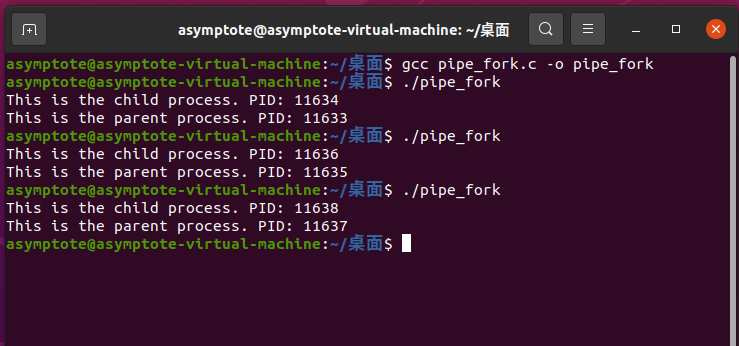 asymptote@asymptote-virtual-machine: ~/桌面
asymptote@asymptote-virtual-machine:~/桌面$ gcc pipe_fork.c -o pipe_fork
asymptote@asymptote-virtual-machine:~/桌面$ ./pipe_fork
This is the child process. PID: 11634
This is the parent process. PID: 11633
asymptote@asymptote-virtual-machine:~/桌面$ ./pipe_fork
This is the child process. PID: 11636
This is the parent process. PID: 11635
asymptote@asymptote-virtual-machine:~/桌面$ ./pipe_fork
This is the child process. PID: 11638
This is the parent process. PID: 11637
asymptote@asymptote-virtual-machine:~/桌面$